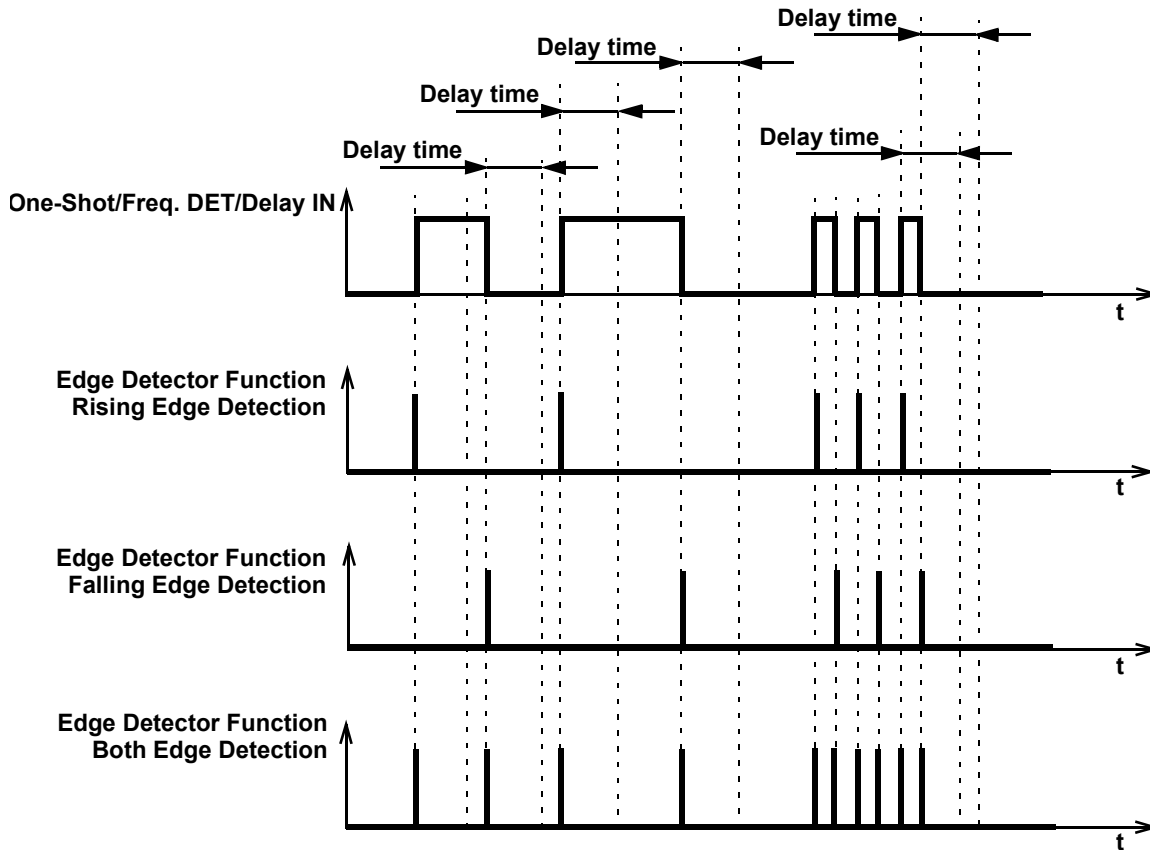 Delay time
Delay time
Delay time
Delay time
Delay time
One-Shot/Freq. DET/Delay IN
t
Edge Detector Function
Rising Edge Detection
t
Edge Detector Function
Falling Edge Detection
t
Edge Detector Function
Both Edge Detection
t